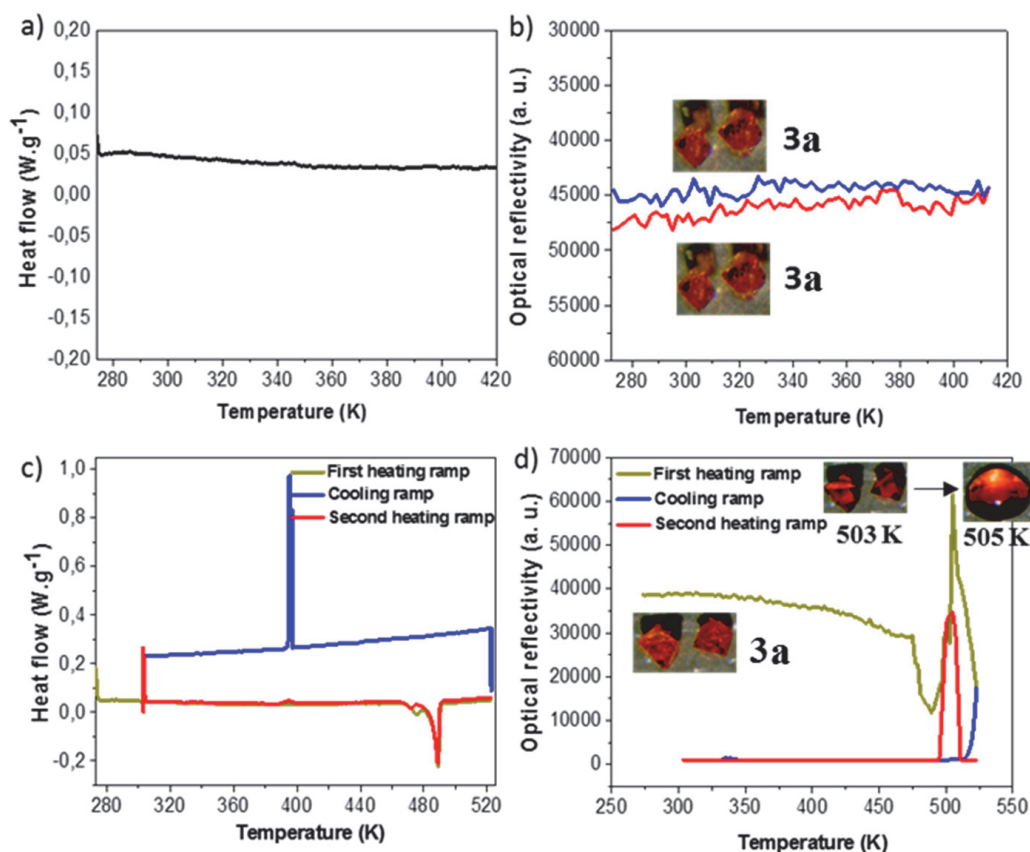 a)
0,20
0,15
0,10
0,05
0,00
-0,05
-0,10
-0,15
-0,20
Heat flow (W.g-1)
280 300 320 340 360 380 400 420
Temperature (K)
b)
30000
35000
40000
45000
50000
55000
60000
Optical reflectivity (a. u.)
3a
3a
280 300 320 340 360 380 400 420
Temperature (K)
c)
1,0
0,8
0,6
0,4
0,2
0,0
-0,2
Heat flow (W.g-1)
First heating ramp
Cooling ramp
Second heating ramp
280 320 360 400 440 480 520
Temperature (K)
d)
70000
60000
50000
40000
30000
20000
10000
0
Optical reflectivity (a. u.)
First heating ramp
Cooling ramp
Second heating ramp
503 K
505 K
3a
250 300 350 400 450 500 550
Temperature (K)